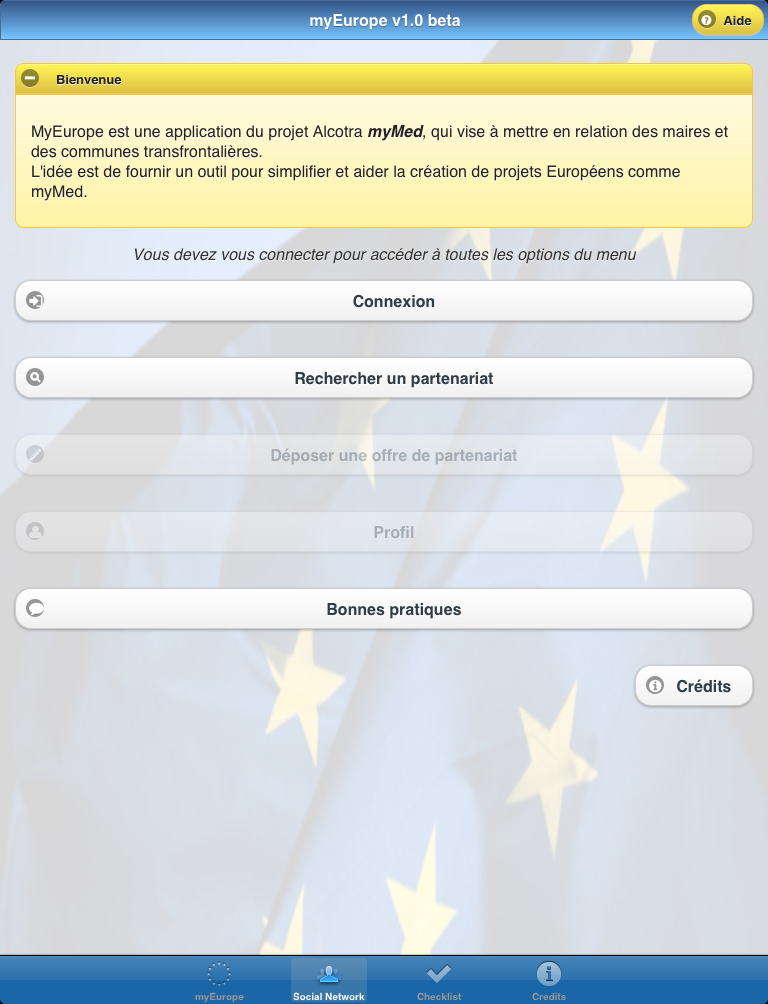 myEurope v1.0 beta
Aide
Bienvenue
MyEurope est une application du projet Alcotra myMed, qui vise à mettre en relation des maires et
des communes transfrontalières.
L'idée est de fournir un outil pour simplifier et aider la création de projets Européens comme
myMed.
Vous devez vous connecter pour accéder à toutes les options du menu
Connexion
Rechercher un partenariat
Déposer une offre de partenariat
Profil
Bonnes pratiques
Crédits
myEurope
Social Network
Checklist
Credits